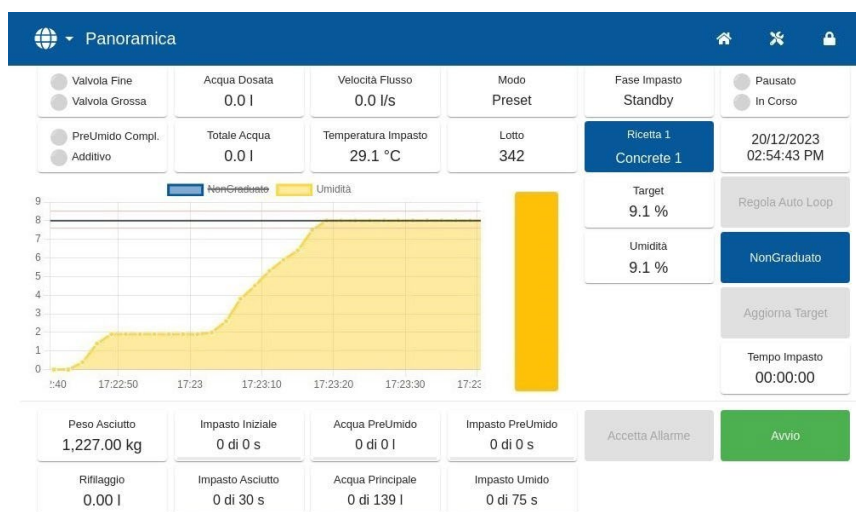 Panoramica
Valvola Fine
Valvola Grossa
Acqua Dosata
0.0 l
Velocità Flusso
0.0 l/s
Modo
Preset
Fase Impasto
Standby
Pausato
In Corso
PreUmido Compl.
Additivo
Totale Acqua
0.0 l
Temperatura Impasto
29.1 °C
Lotto
342
Ricetta 1
Concrete 1
20/12/2023
02:54:43 PM
NonGraduato
Umidità
9
8
7
6
5
4
3
2
1
0
:40
17:22:50
17:23
17:23:10
17:23:20
17:23:30
17:23
Target
9.1 %
Umidità
9.1 %
Regola Auto Loop
NonGraduato
Aggiorna Target
Tempo Impasto
00:00:00
Peso Asciutto
1,227.00 kg
Impasto Iniziale
0 di 0 s
Acqua PreUmido
0 di 0 l
Impasto PreUmido
0 di 0 s
Accetta Allarme
Avvio
Rifilaggio
0.00 l
Impasto Asciutto
0 di 30 s
Acqua Principale
0 di 139 l
Impasto Umido
0 di 75 s